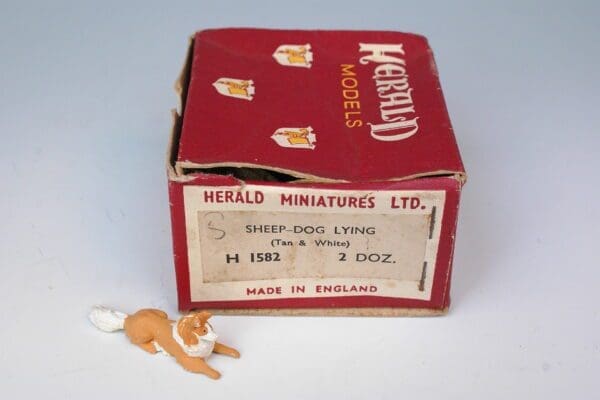 HERALD
MODELS
HERALD MINIATURES LTD.
S
SHEEP-DOG LYING
(Tan & White)
H 1582 2 DOZ.
MADE IN ENGLAND